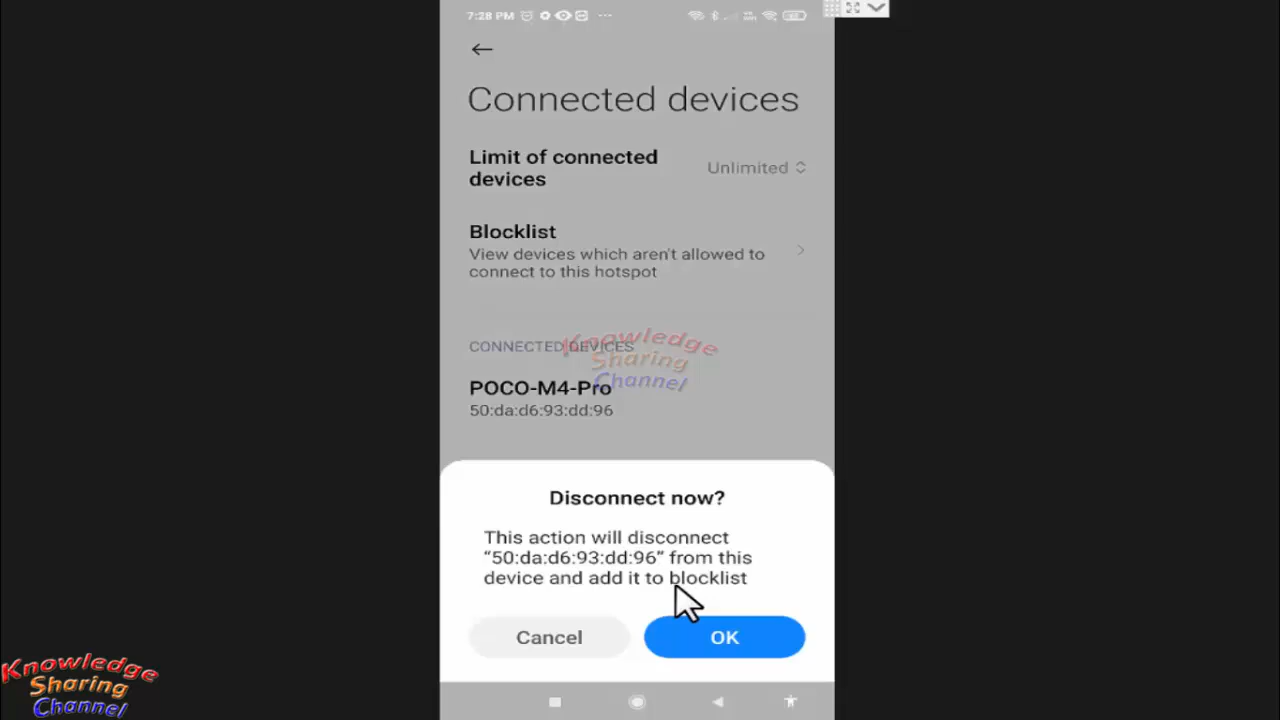 7:28 PM
Connected devices
Limit of connected
devices
Unlimited
Blocklist
View devices which aren't allowed to
connect to this hotspot
CONNECTED DEVICES
Knowledge
Sharing
Channel
POCO-M4-Pro
50:da:d6:93:dd:96
Disconnect now?
This action will disconnect
“50:da:d6:93:dd:96” from this
device and add it to blocklist
Cancel
OK
Knowledge
Sharing
Channel